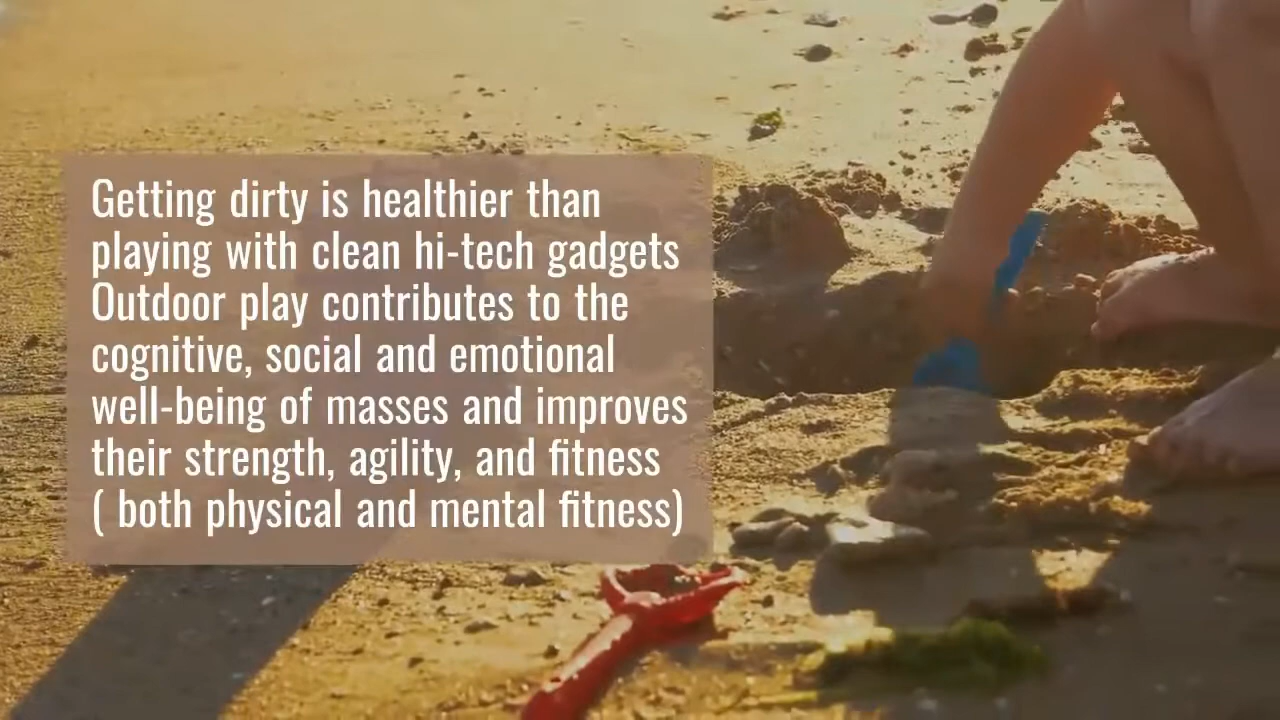 Getting dirty is healthier than
playing with clean hi-tech gadgets
Outdoor play contributes to the
cognitive, social and emotional
well-being of masses and improves
their strength, agility, and fitness
( both physical and mental fitness)